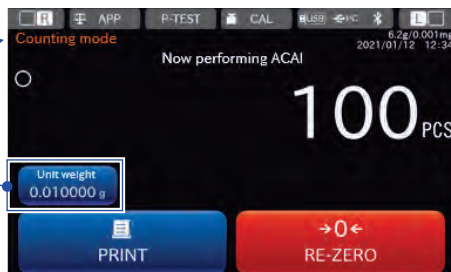 R APP P-TEST CAL USB PC L
Counting mode
6.2g/0.001mg
2021/01/12 12:34
Now performing ACAI
100 PCS
Unit weight
0.010000 g
PRINT
→0←
RE-ZERO